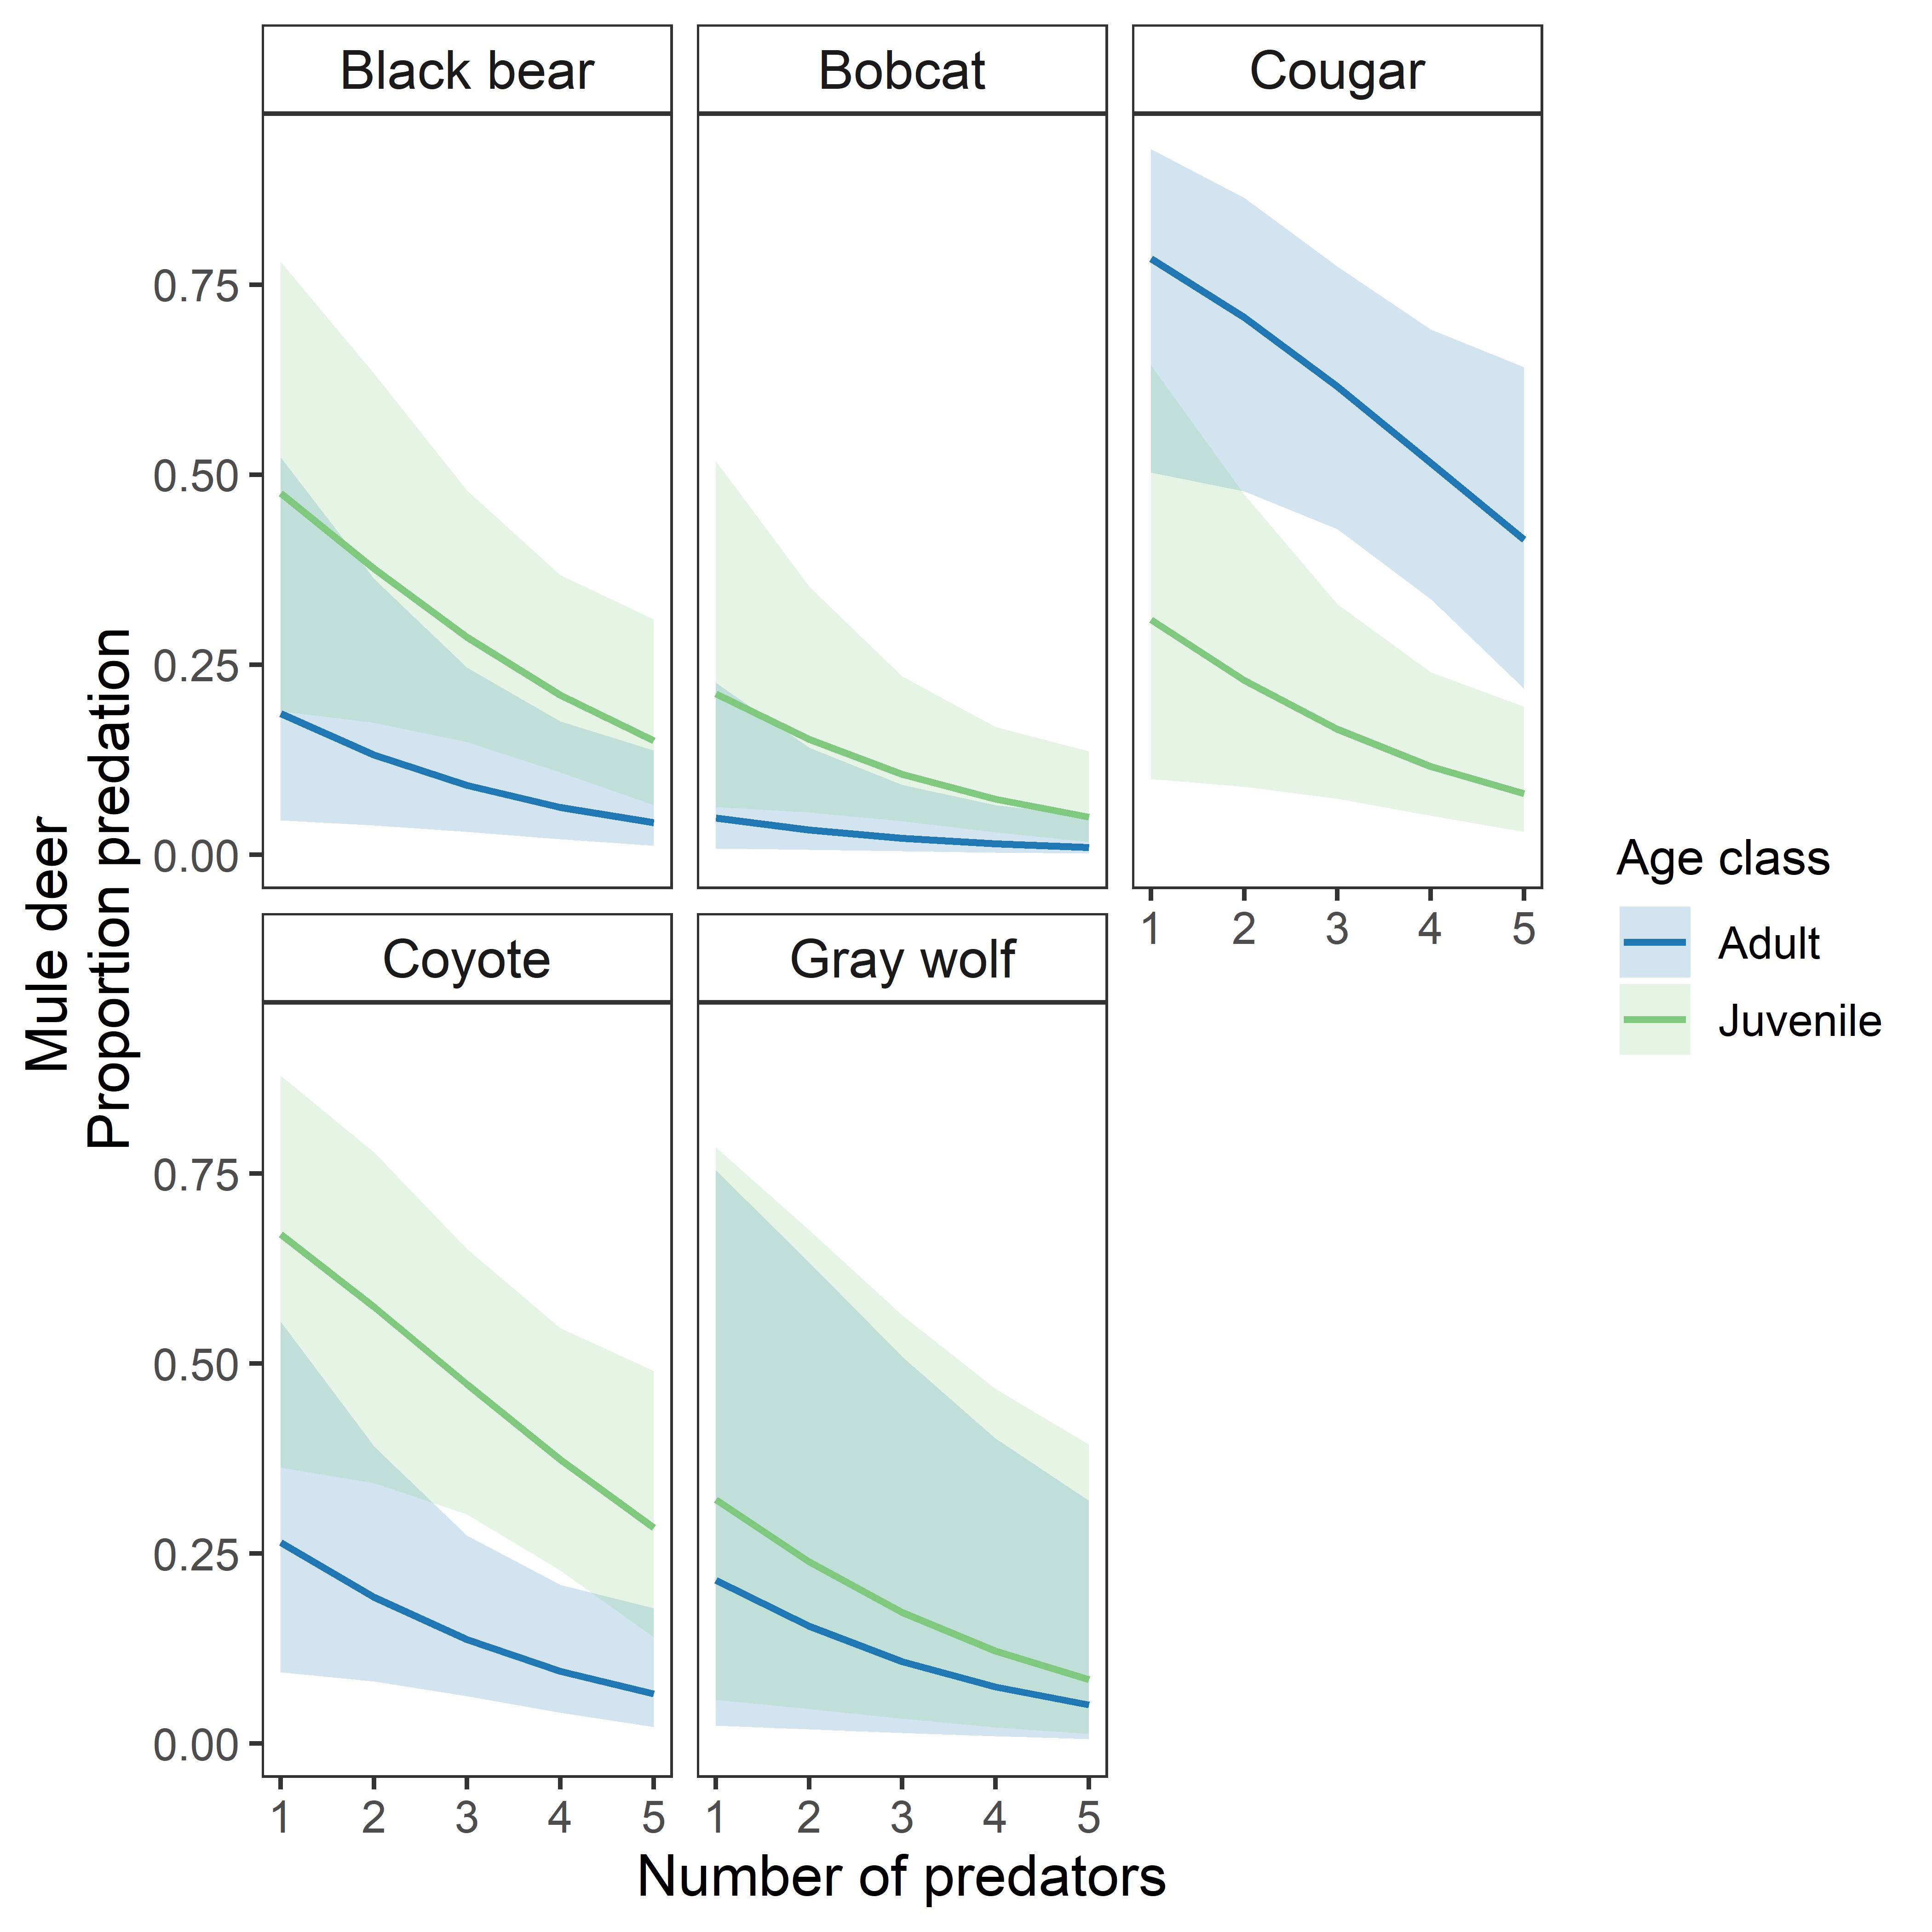 Black bear
Bobcat
Cougar
0.75
0.50
0.25
0.00
1 2 3 4 5
Mule deer
Proportion predation
Age class
Adult
Juvenile
Coyote
Gray wolf
0.75
0.50
0.25
0.00
1 2 3 4 5
1 2 3 4 5
Number of predators